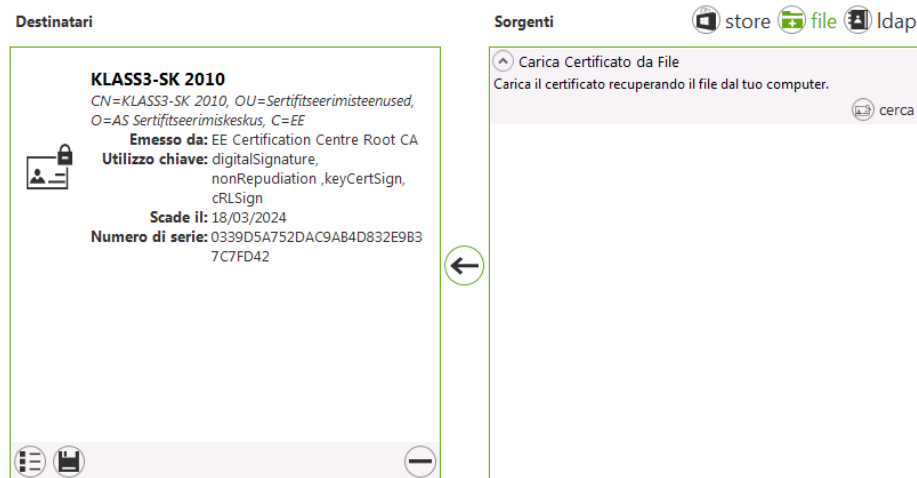 Destinatari
KLASS3-SK 2010
CN=KLASS3-SK 2010, OU=Sertifitseerimisteenused,
O=AS Sertifitseerimiskeskus, C=EE
Emesso da: EE Certification Centre Root CA
Utilizzo chiave: digitalSignature,
nonRepudiation ,keyCertSign,
cRLSign
Scade il: 18/03/2024
Numero di serie: 0339D5A752DAC9AB4D832E9B3
7C7FD42
Sorgenti
store file ldap
Carica Certificato da File
Carica il certificato recuperando il file dal tuo computer.
cerca